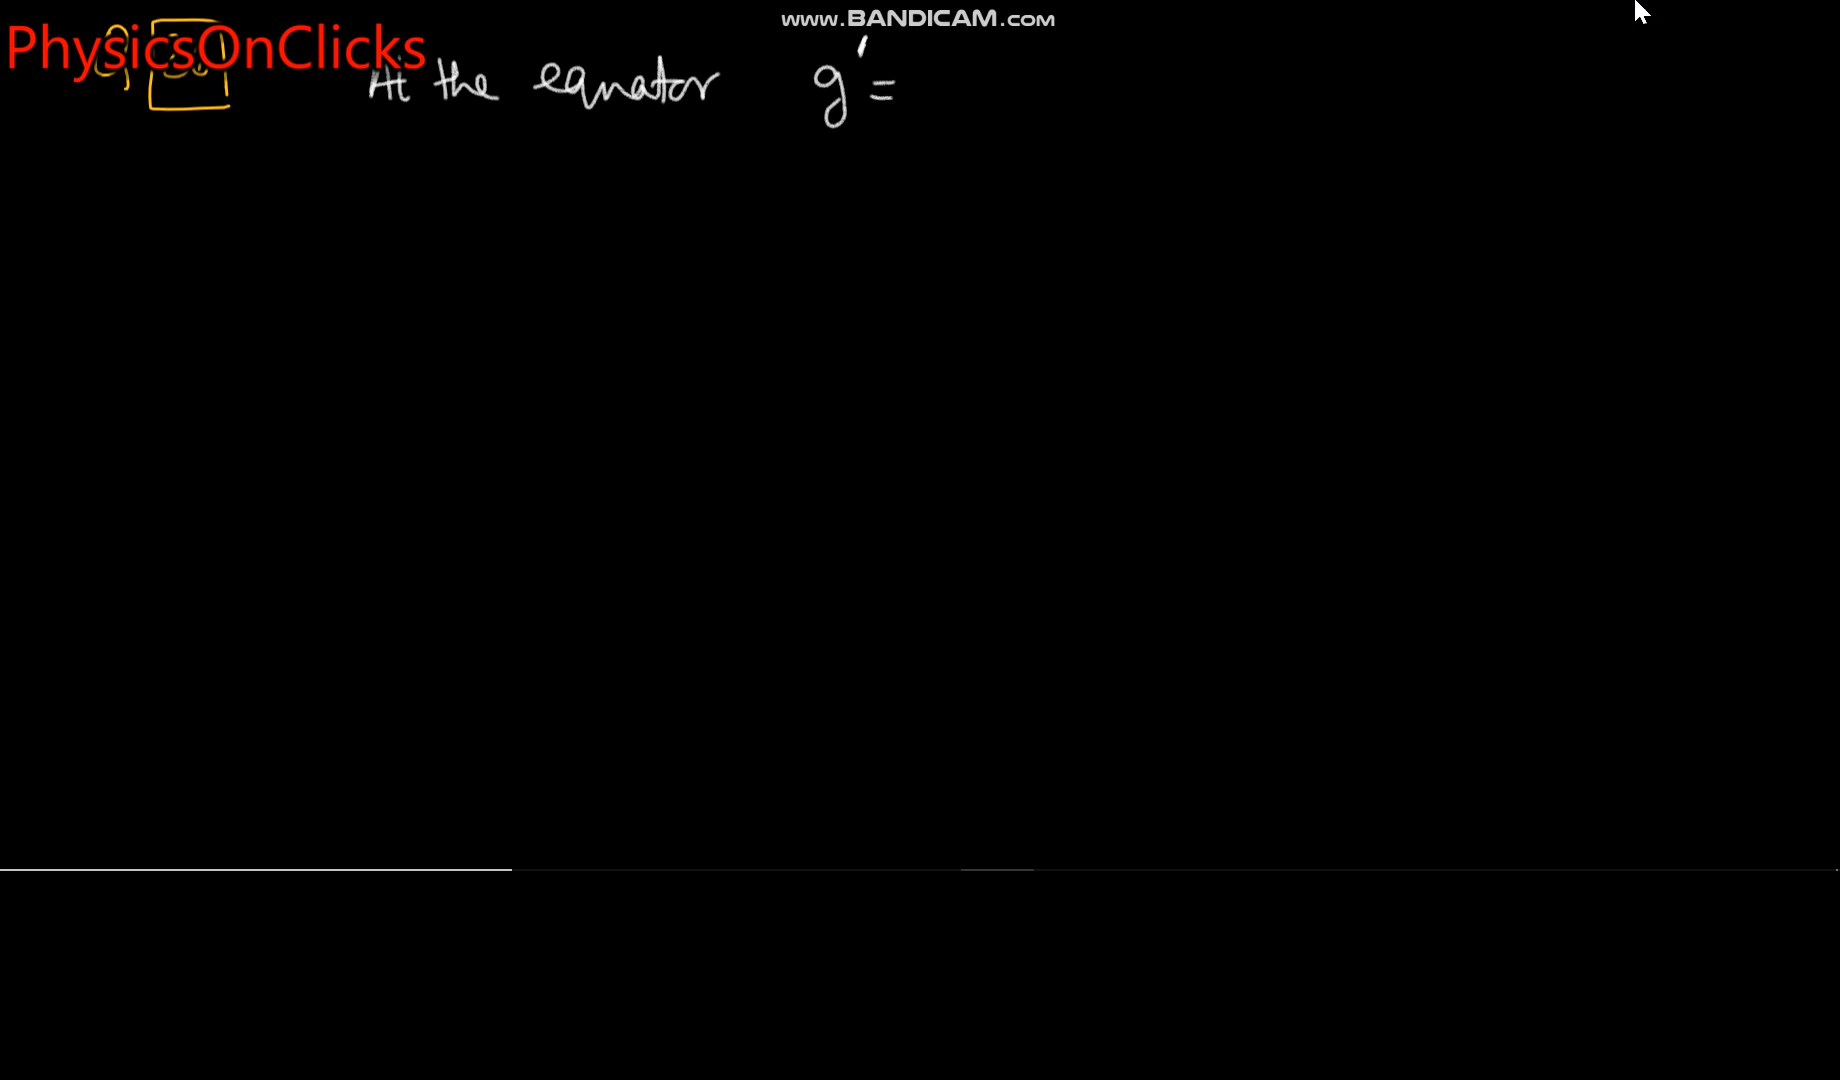 www.BANDICAM.com
PhysicsOnClicks
At the equator g' =